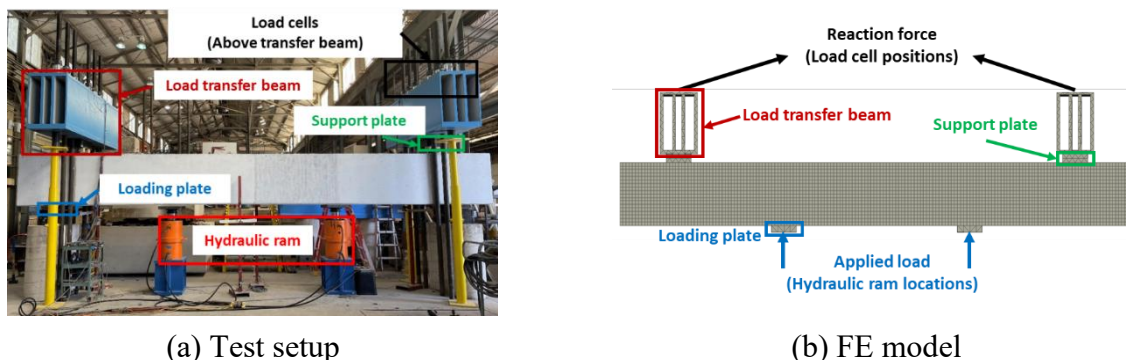 Load cells
(Above transfer beam)
Load transfer beam
Support plate
Loading plate
Hydraulic ram
(a) Test setup
Reaction force
(Load cell positions)
Load transfer beam
Support plate
Loading plate
Applied load
(Hydraulic ram locations)
(b) FE model